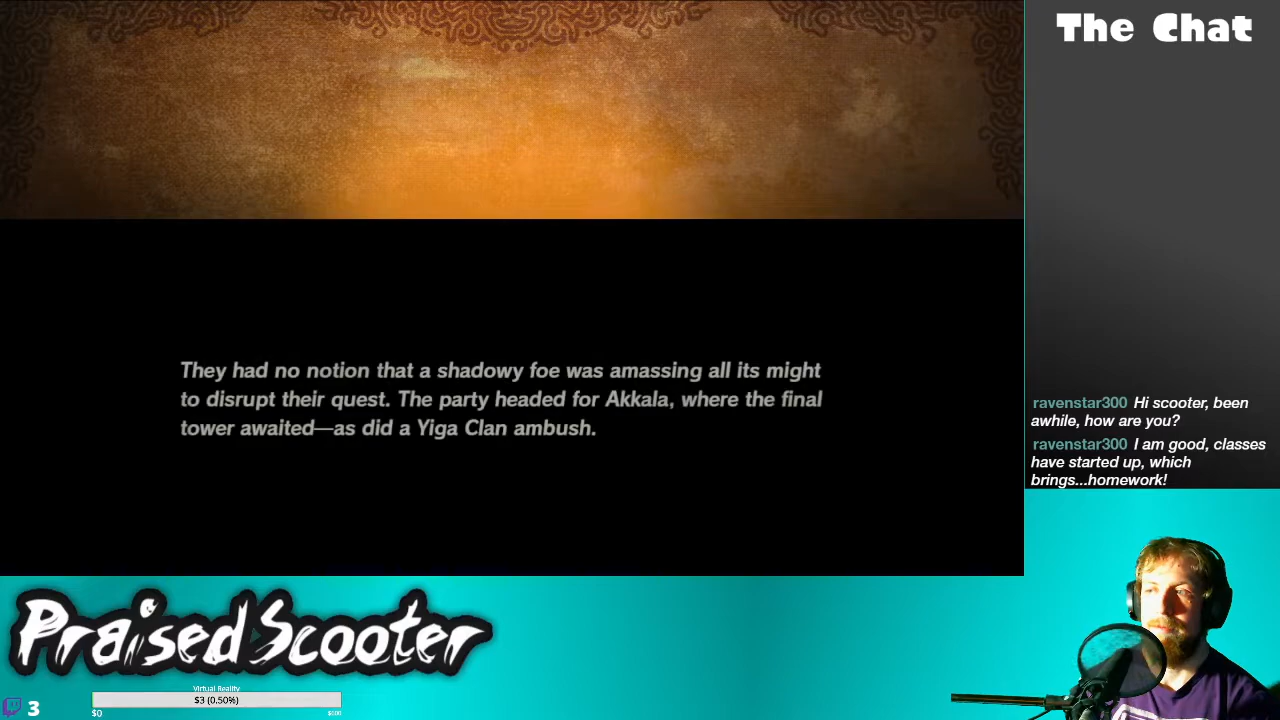 The Chat
They had no notion that a shadowy foe was amassing all its might
to disrupt their quest. The party headed for Akkala, where the final
tower awaited—as did a Yiga Clan ambush.
ravenstar300 Hi scooter, been
awhile, how are you?
ravenstar300 I am good, classes
have started up, which
brings...homework!
PraisedScooter
Virtual Reality
$3 (0.50%)
$0
3